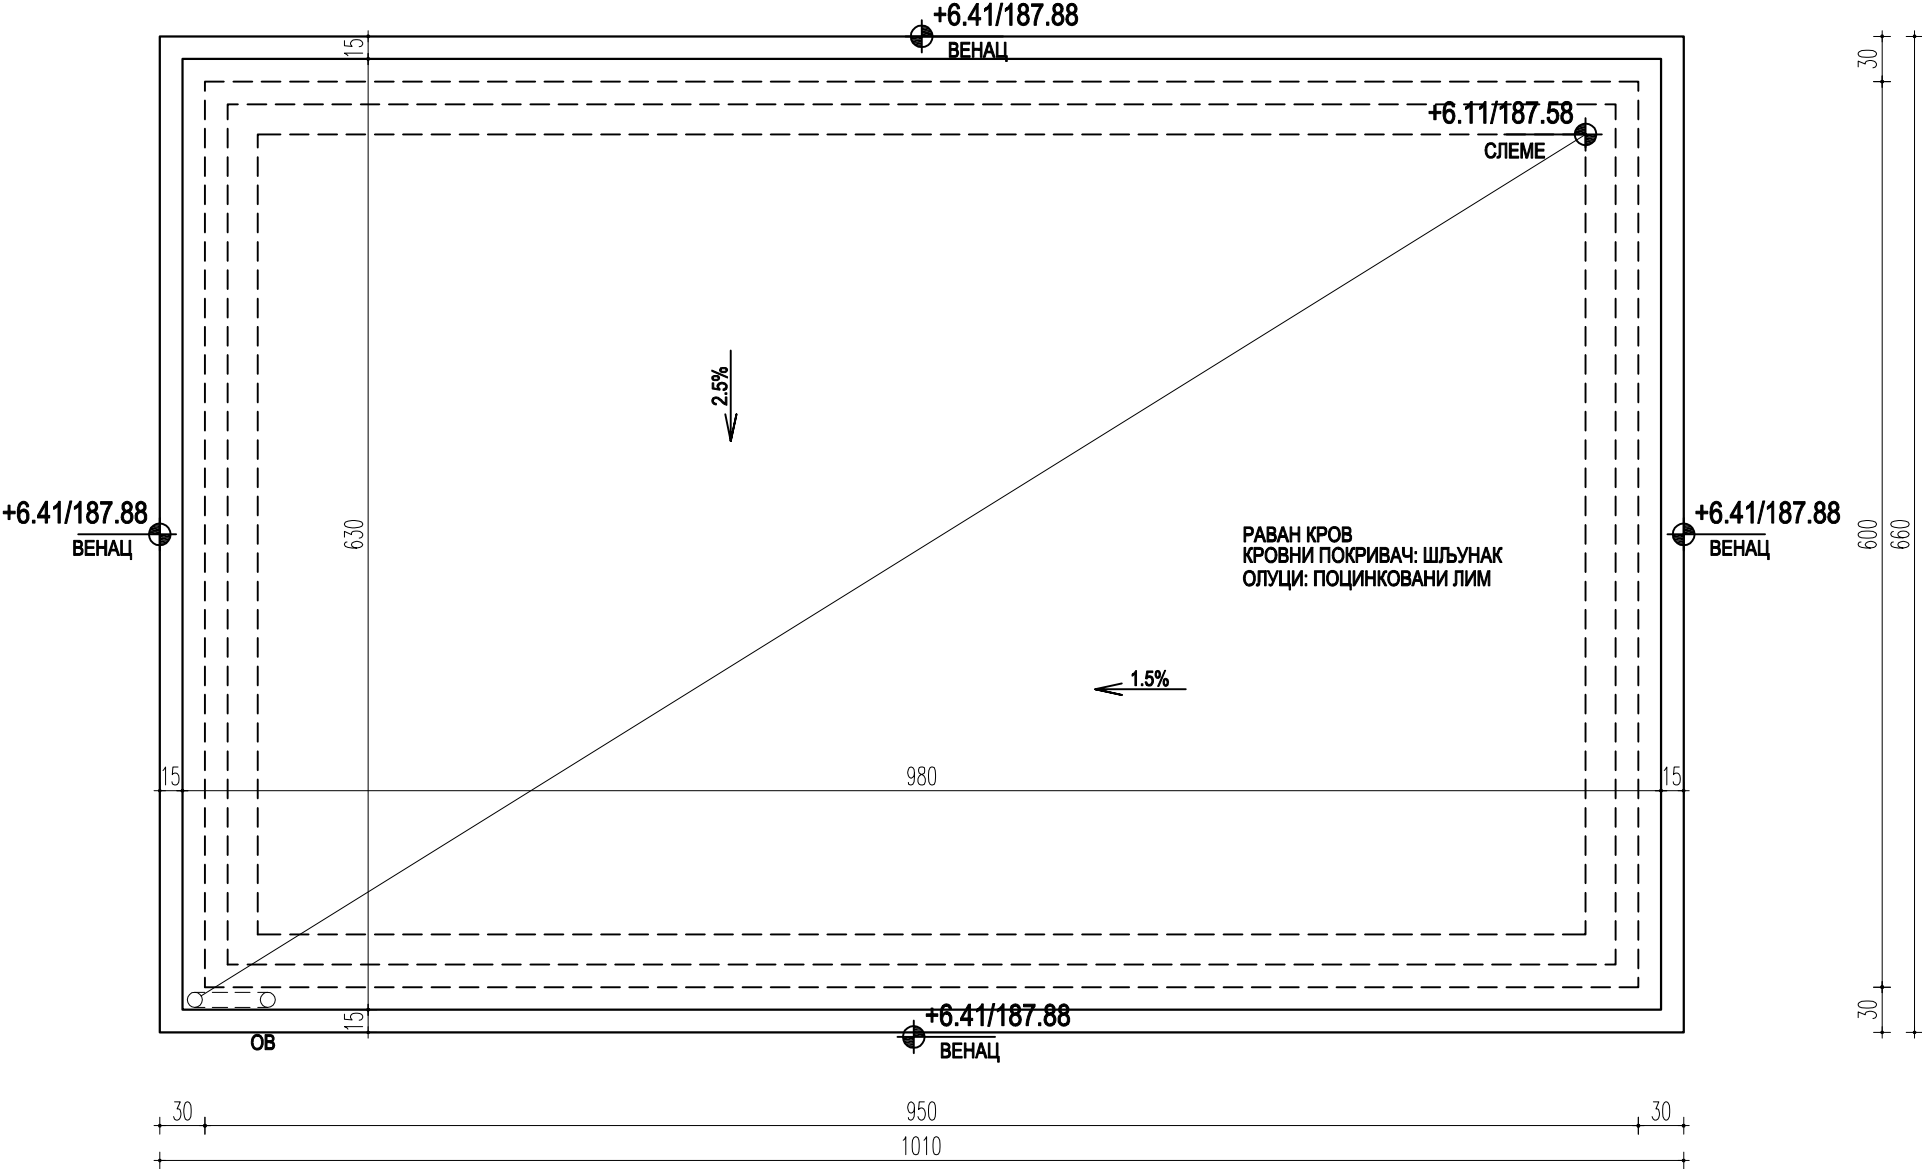 +6.41/187.88
ВЕНАЦ
15
30
+6.11/187.58
СЛЕМЕ
2.5%
+6.41/187.88
ВЕНАЦ
630
РАВАН КРОВ
КРОВНИ ПОКРИВАЧ: ШЉУНАК
ОЛУЦИ: ПОЦИНКОВАНИ ЛИМ
+6.41/187.88
ВЕНАЦ
600
660
1.5%
15
980
15
15
+6.41/187.88
ВЕНАЦ
30
ОВ
30
950
30
1010